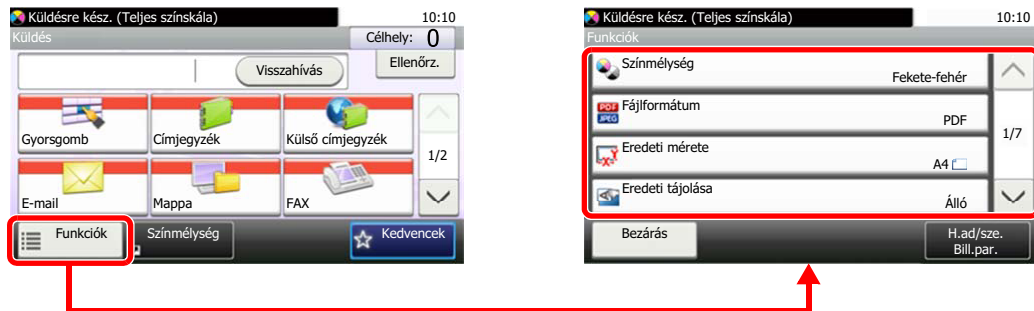 Küldésre kész. (Teljes színskála) 10:10
Küldés Célhely: 0
Visszahívás Ellenőrz.
Gyorsgomb Címjegyzék Külső címjegyzék
1/2
E-mail Mappa FAX
Funkciók Színmélység Kedvencek
Küldésre kész. (Teljes színskála) 10:10
Funkciók
Színmélység
Fekete-fehér
PDF JPEG Fájlformátum
PDF
1/7
Eredeti mérete
A4
Eredeti tájolása
Álló
Bezárás H.ad/sze.
Bill.par.